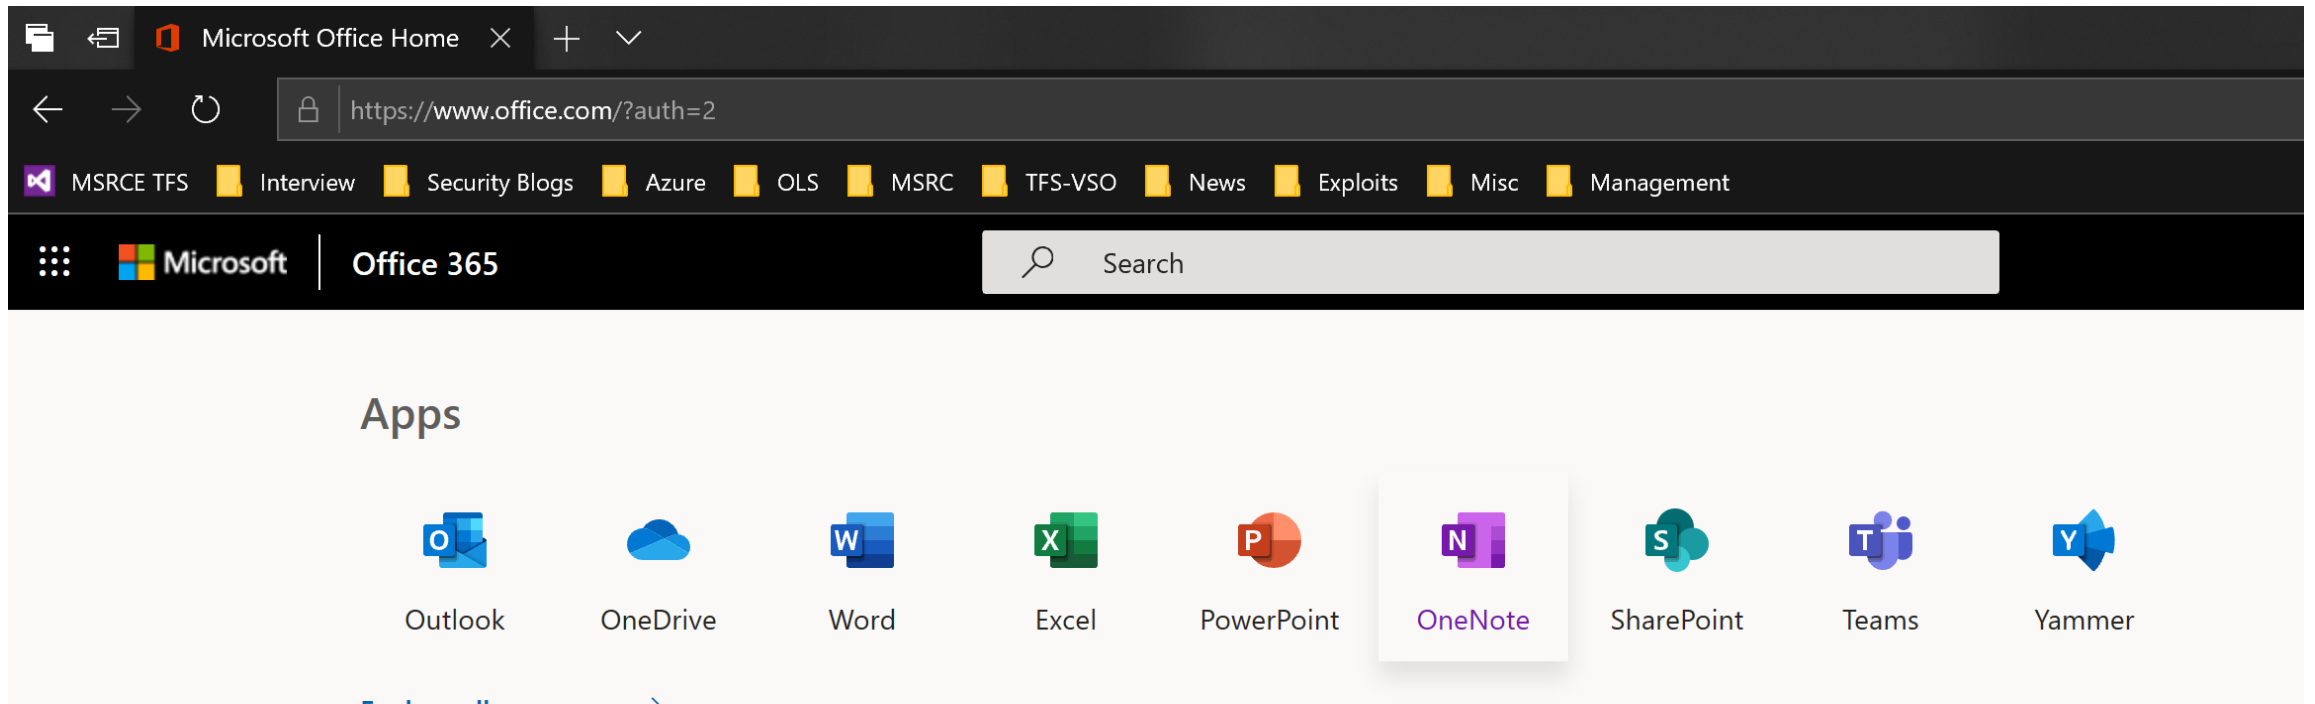 Microsoft Office Home
https://www.office.com/?auth=2
MSRCE TFS Interview Security Blogs Azure OLS MSRC TFS-VSO News Exploits Misc Management
Microsoft Office 365 Search
Apps
O W X P N S T Y
Outlook OneDrive Word Excel PowerPoint OneNote SharePoint Teams Yammer